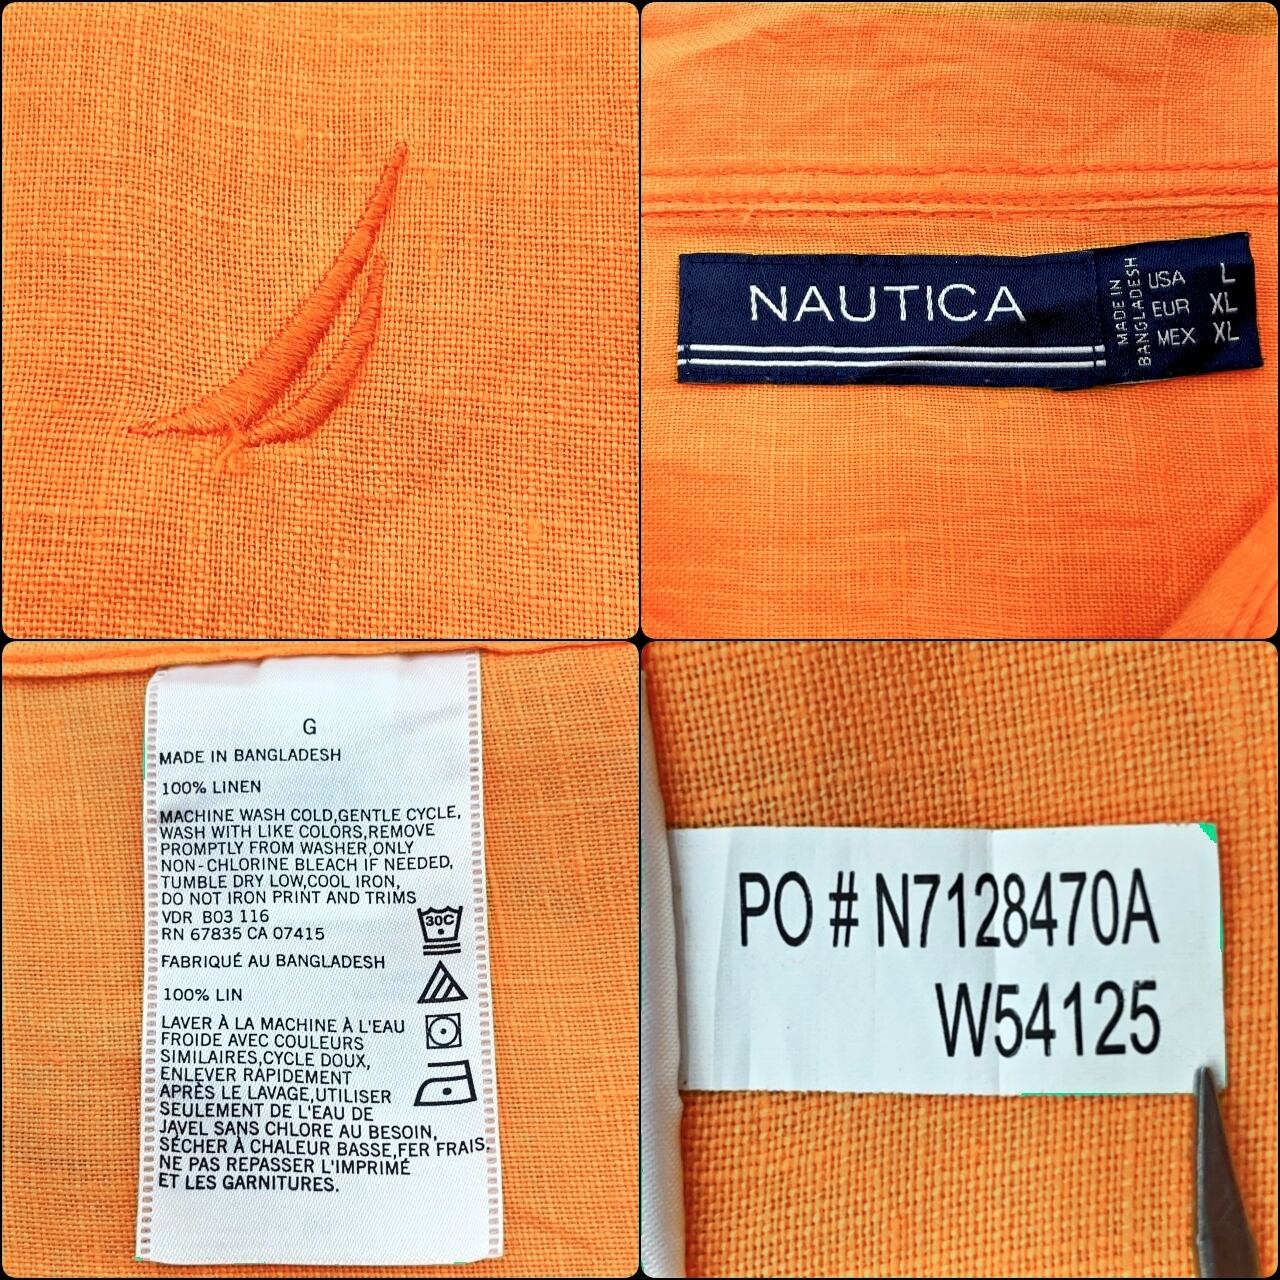 NAUTICA
MADE IN
BANGLADESH
USA L
EUR XL
MEX XL
G
MADE IN BANGLADESH
100% LINEN
MACHINE WASH COLD,GENTLE CYCLE,
WASH WITH LIKE COLORS,REMOVE
PROMPTLY FROM WASHER,ONLY
NON-CHLORINE BLEACH IF NEEDED,
TUMBLE DRY LOW,COOL IRON,
DO NOT IRON PRINT AND TRIMS
VDR B03 116
RN 67835 CA 07415
30C
FABRIQUÉ AU BANGLADESH
100% LIN
LAVER À LA MACHINE À L'EAU
FROIDE AVEC COULEURS
SIMILAIRES,CYCLE DOUX,
ENLEVER RAPIDEMENT
APRÈS LE LAVAGE,UTILISER
SEULEMENT DE L'EAU DE
JAVEL SANS CHLORE AU BESOIN,
SÉCHER À CHALEUR BASSE,FER FRAIS.
NE PAS REPASSER L'IMPRIMÉ
ET LES GARNITURES.
PO # N7128470A
W54125